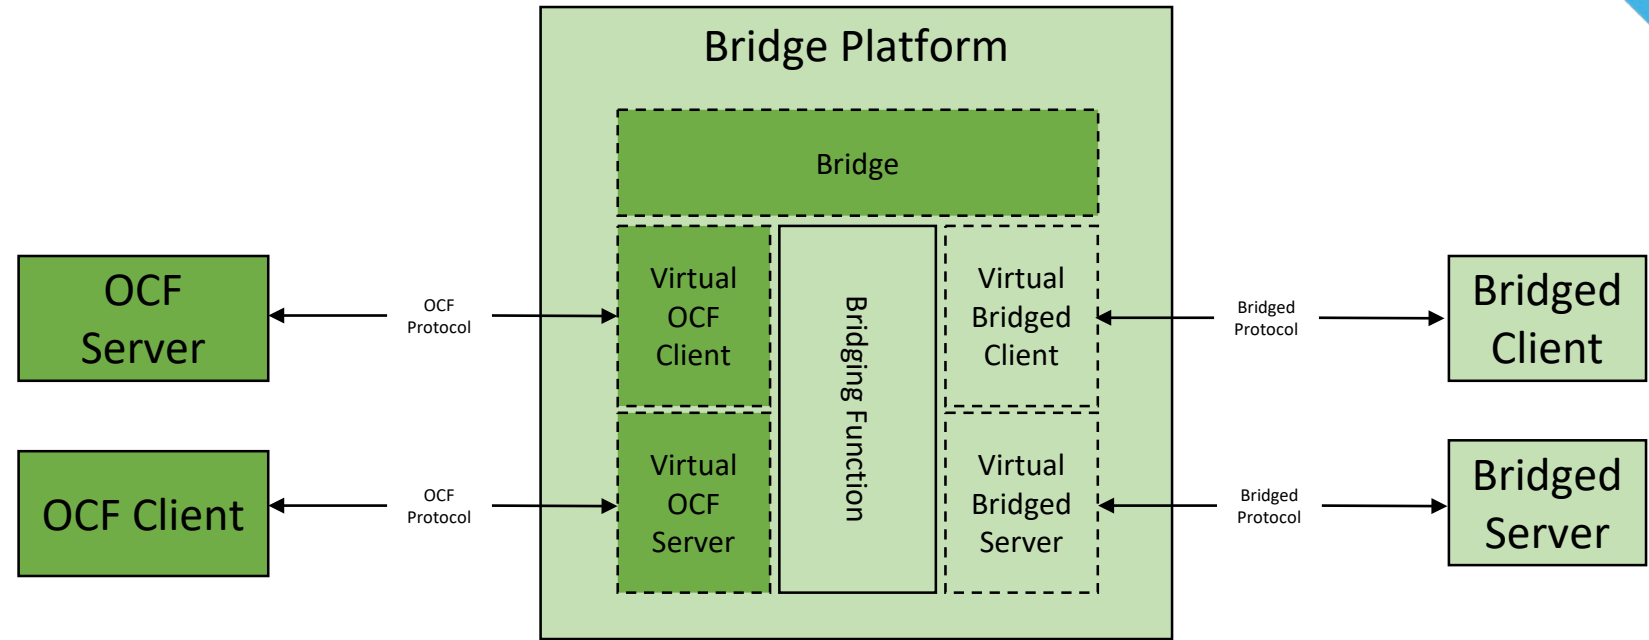 Bridge Platform
Bridge
OCF
Server
OCF
Protocol
Virtual
OCF
Client
Bridging Function
Virtual
Bridged
Client
Bridged
Protocol
Bridged
Client
OCF Client
OCF
Protocol
Virtual
OCF
Server
Virtual
Bridged
Server
Bridged
Protocol
Bridged
Server